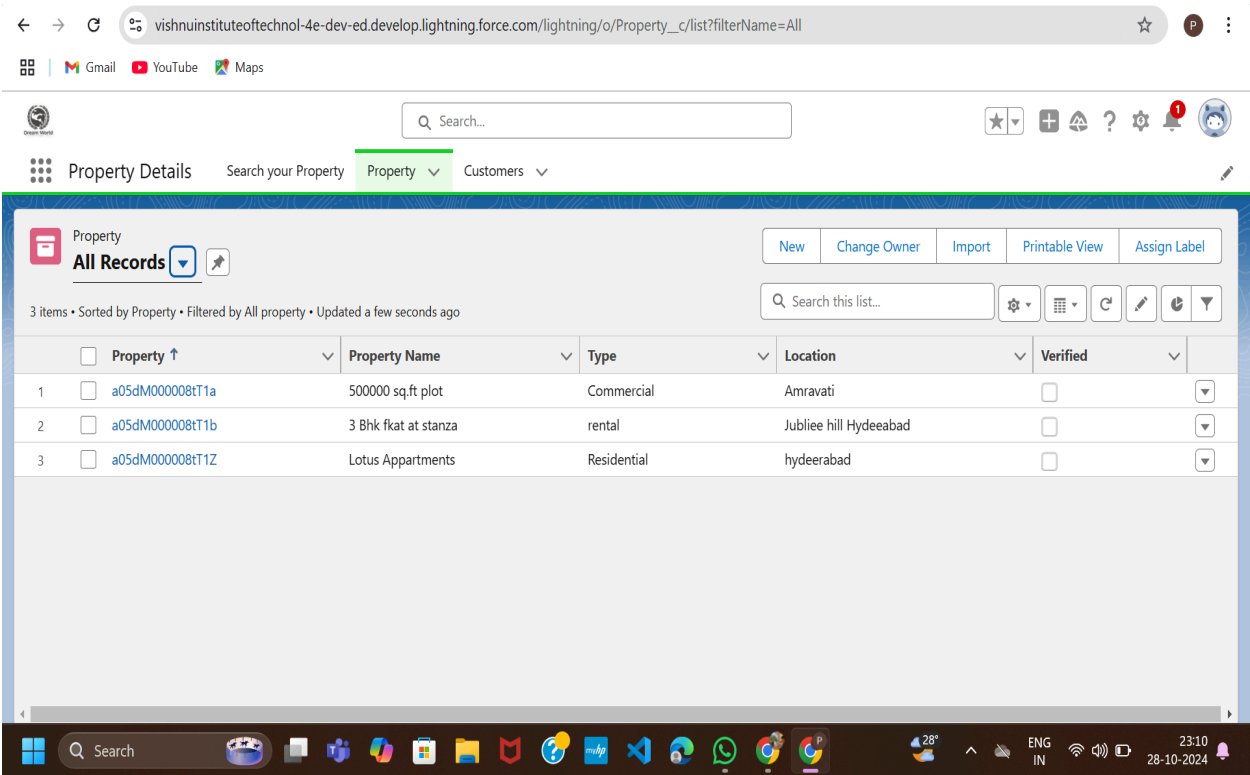 vishnuinstituteoftechnol-4e-dev-ed.develop.lightning.force.com/lightning/o/Property__c/list?filterName=All
P
Gmail YouTube Maps
Dream World
Search...
1
Property Details Search your Property Property Customers
Property
All Records
New Change Owner Import Printable View Assign Label
3 items • Sorted by Property • Filtered by All property • Updated a few seconds ago
Search this list...
Property Property Name Type Location Verified
1 a05dM000008tT1a 500000 sq.ft plot Commercial Amravati
2 a05dM000008tT1b 3 Bhk fkat at stanza rental Jubliee hill Hydeeabad
3 a05dM000008tT1Z Lotus Appartments Residential hydeerabad
Search myhp P 28° ENG 23:10
IN 28-10-2024